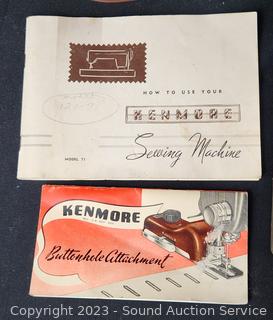 HOW TO USE YOUR
KENMORE
Sewing Machine
MODEL 71
KENMORE
Buttonhole Attachment
Copyright 2023 - Sound Auction Service